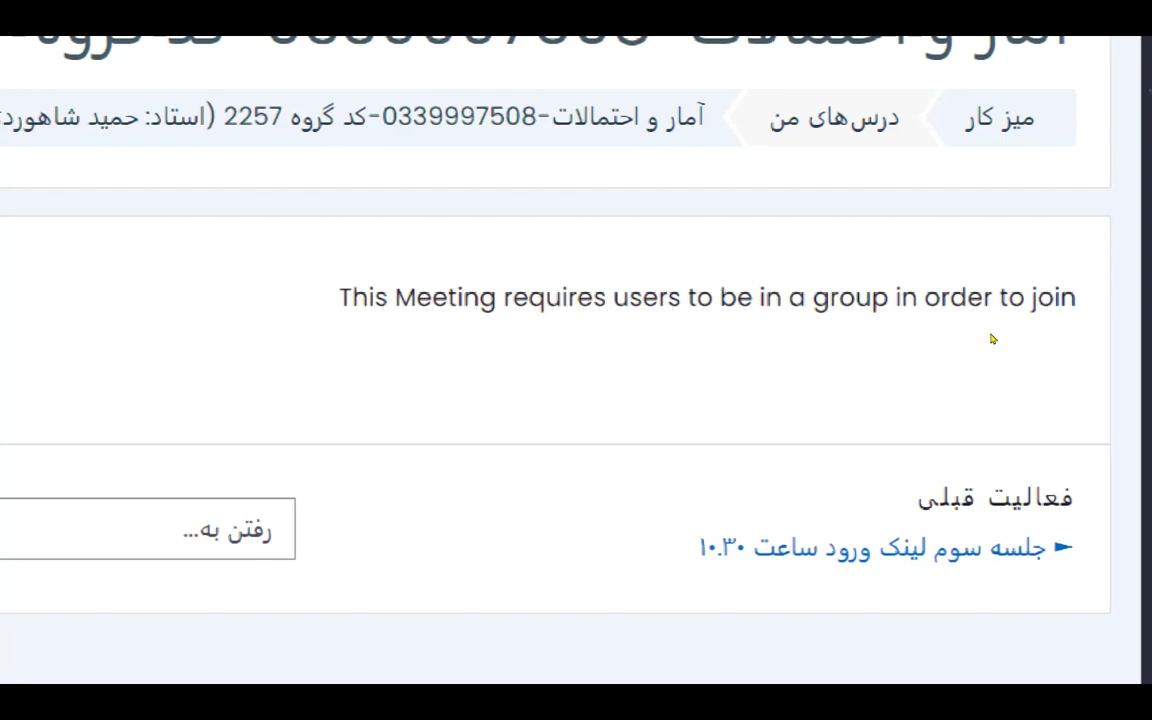 میز کار درس‌های من آمار و احتمالات-0339997508-کد گروه 2257 (استاد: حمید
This Meeting requires users to be in a group in order to join
فعالیت قبلی
◄ جلسه سوم لینک ورود ساعت ۱۰.۳۰
رفتن به...